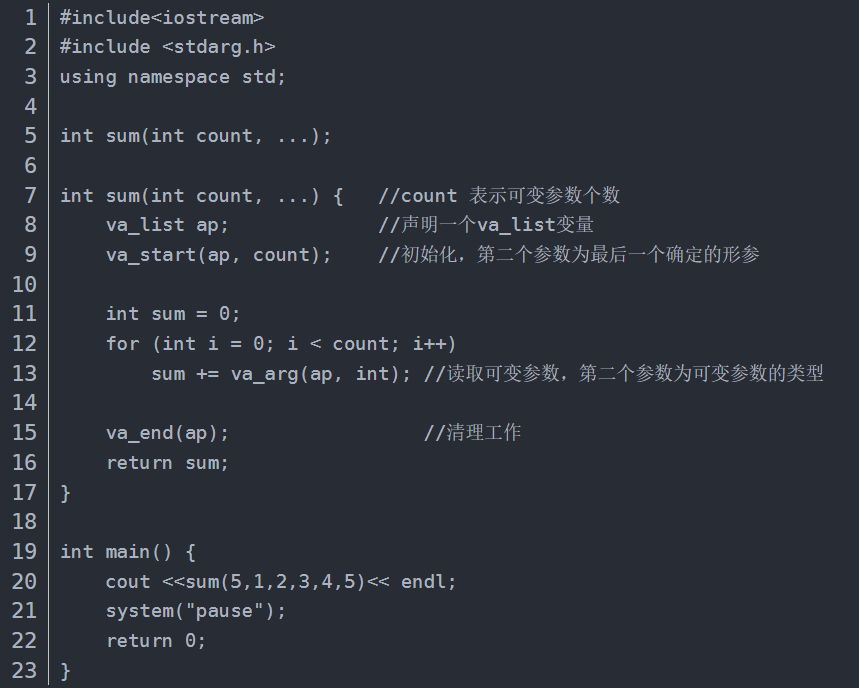 1 #include<iostream>
2 #include <stdarg.h>
3 using namespace std;
4
5 int sum(int count, ...);
6
7 int sum(int count, ...) {   //count 表示可变参数个数
8     va_list ap;             //声明一个va_list变量
9     va_start(ap, count);    //初始化，第二个参数为最后一个确定的形参
10
11     int sum = 0;
12     for (int i = 0; i < count; i++)
13         sum += va_arg(ap, int); //读取可变参数，第二个参数为可变参数的类型
14
15     va_end(ap);                 //清理工作
16     return sum;
17 }
18
19 int main() {
20     cout <<sum(5,1,2,3,4,5)<< endl;
21     system("pause");
22     return 0;
23 }